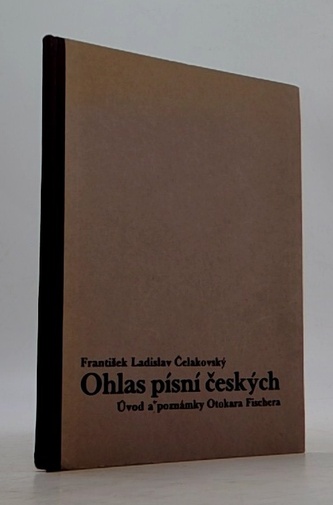 František Ladislav Čelakovský
Ohlas písní českých
Úvod a poznámky Otokara Fischera